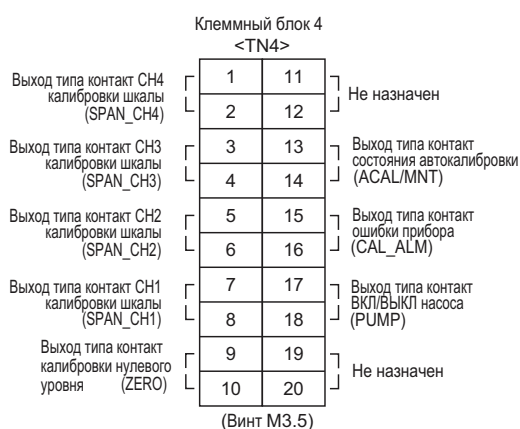 Клеммный блок 4
<TN4>
Выход типа контакт CH4
калибровки шкалы
(SPAN_CH4)
1 11
2 12
Не назначен
Выход типа контакт CH3
калибровки шкалы
(SPAN_CH3)
3 13
4 14
Выход типа контакт
состояния автокалибровки
(ACAL/MNT)
Выход типа контакт CH2
калибровки шкалы
(SPAN_CH2)
5 15
6 16
Выход типа контакт
ошибки прибора
(CAL_ALM)
Выход типа контакт CH1
калибровки шкалы
(SPAN_CH1)
7 17
8 18
Выход типа контакт
ВКЛ/ВЫКЛ насоса
(PUMP)
Выход типа контакт
калибровки нулевого
уровня (ZERO)
9 19
10 20
Не назначен
(Винт M3.5)